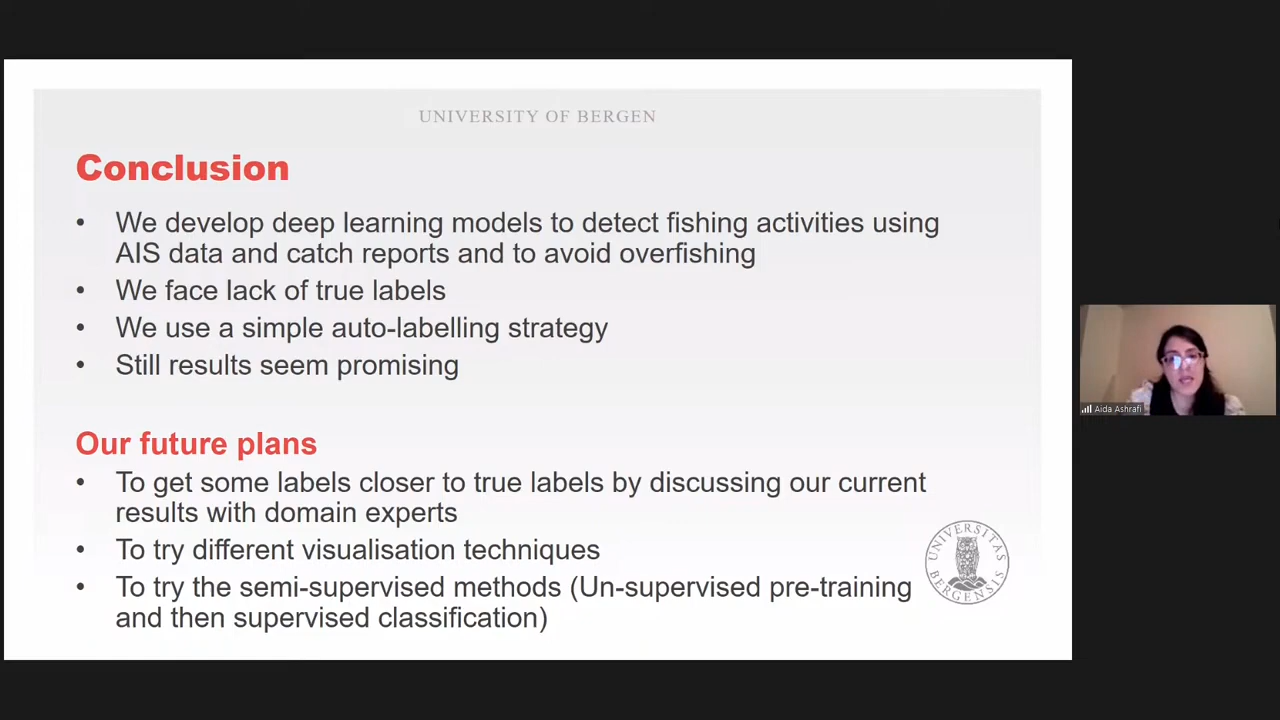 UNIVERSITY OF BERGEN
Conclusion
• We develop deep learning models to detect fishing activities using
AIS data and catch reports and to avoid overfishing
• We face lack of true labels
• We use a simple auto-labelling strategy
• Still results seem promising
Our future plans
• To get some labels closer to true labels by discussing our current
results with domain experts
• To try different visualisation techniques
• To try the semi-supervised methods (Un-supervised pre-training
and then supervised classification)
UNIVERSITAS
BERGENSIS
Aida Ashrafi